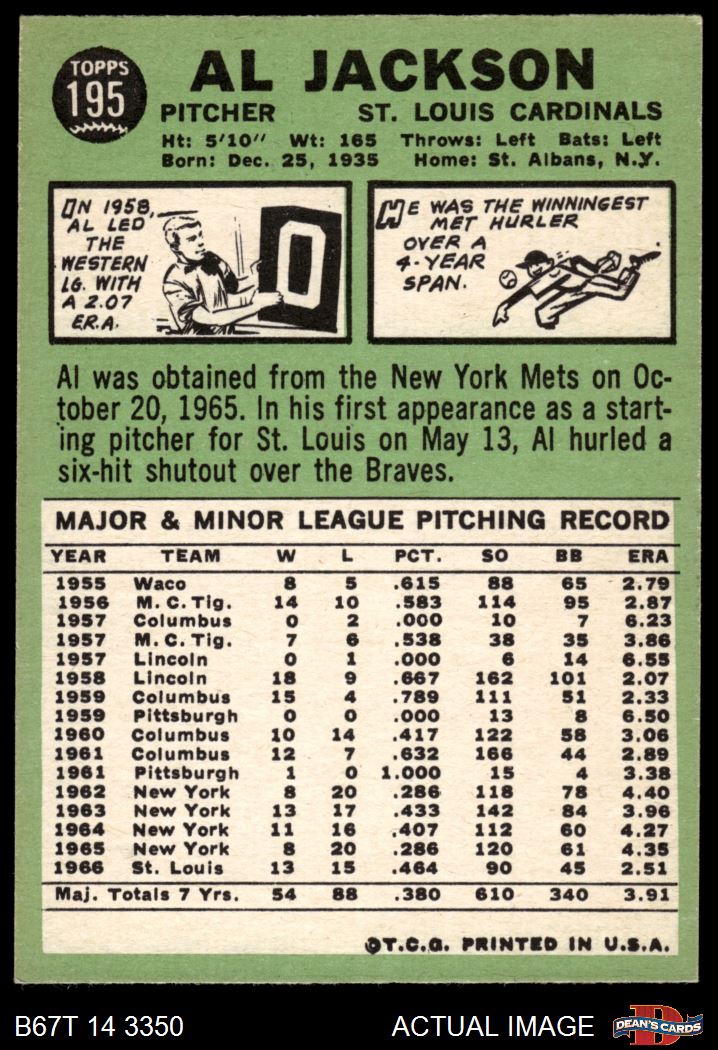 TOPPS
195
AL JACKSON
PITCHER ST. LOUIS CARDINALS
Ht: 5'10" Wt: 165 Throws: Left Bats: Left
Born: Dec. 25, 1935 Home: St. Albans, N.Y.
IN 1958,
AL LED
THE
WESTERN
LG. WITH
A 2.07
E.R.A.
0
HE WAS THE WINNINGEST
MET HURLER
OVER A
4-YEAR
SPAN.
Al was obtained from the New York Mets on Oc-
tober 20, 1965. In his first appearance as a start-
ing pitcher for St. Louis on May 13, Al hurled a
six-hit shutout over the Braves.
MAJOR & MINOR LEAGUE PITCHING RECORD
YEAR TEAM W L PCT. SO BB ERA
1955 Waco 8 5 .615 88 65 2.79
1956 M. C. Tig. 14 10 .583 114 95 2.87
1957 Columbus 0 2 .000 10 7 6.23
1957 M. C. Tig. 7 6 .538 38 35 3.86
1957 Lincoln 0 1 .000 6 14 6.55
1958 Lincoln 18 9 .667 162 101 2.07
1959 Columbus 15 4 .789 111 51 2.33
1959 Pittsburgh 0 0 .000 13 8 6.50
1960 Columbus 10 14 .417 122 58 3.06
1961 Columbus 12 7 .632 166 44 2.89
1961 Pittsburgh 1 0 1.000 15 4 3.38
1962 New York 8 20 .286 118 78 4.40
1963 New York 13 17 .433 142 84 3.96
1964 New York 11 16 .407 112 60 4.27
1965 New York 8 20 .286 120 61 4.35
1966 St. Louis 13 15 .464 90 45 2.51
Maj. Totals 7 Yrs. 54 88 .380 610 340 3.91
©T.C.G. PRINTED IN U.S.A.
B67T 14 3350 ACTUAL IMAGE
D
DEAN'S CARDS